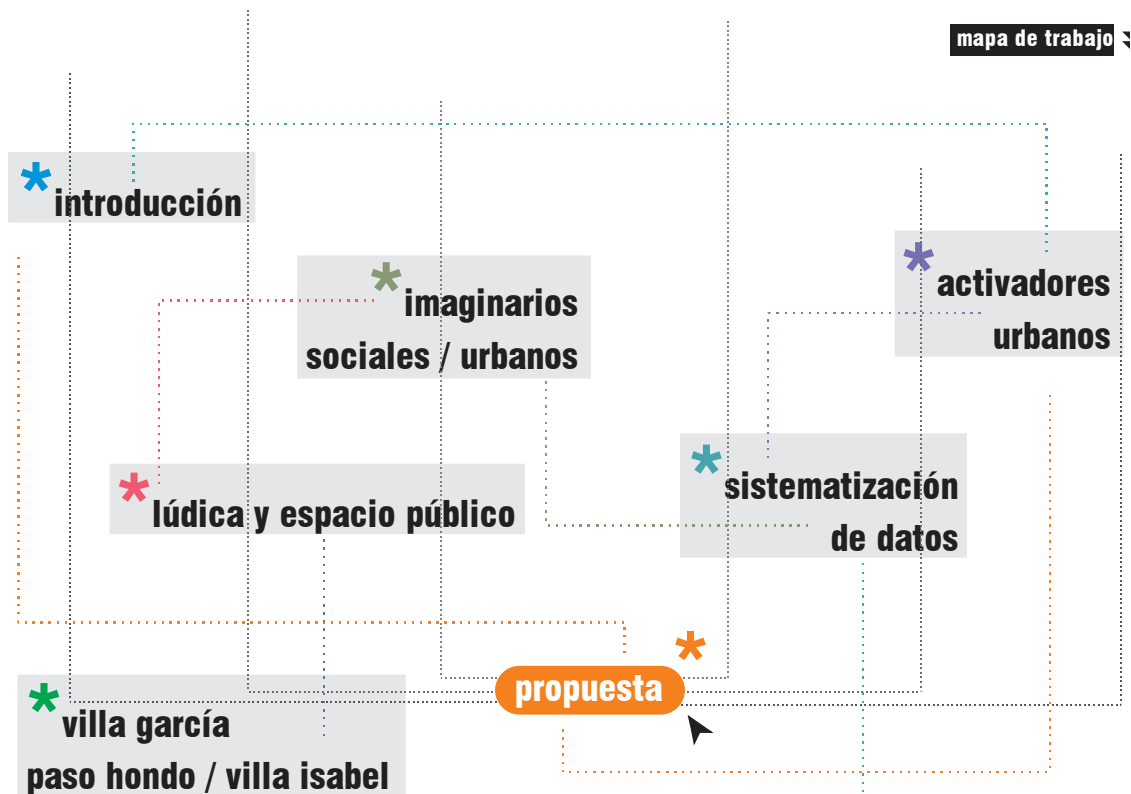 mapa de trabajo
* introducción
* activadores
urbanos
* imaginarios
sociales / urbanos
* sistematización
de datos
* lúdica y espacio público
* propuesta
* villa garcía
paso hondo / villa isabel